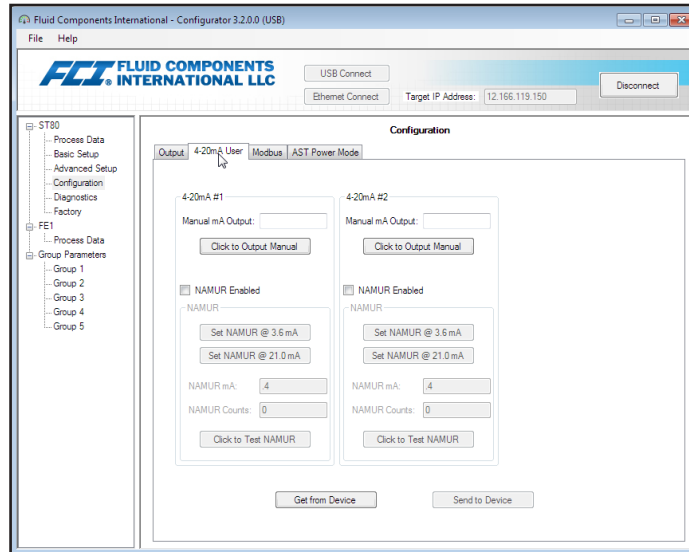 Fluid Components International - Configurator 3.2.0.0 (USB)
File Help
FCI. FLUID COMPONENTS
® INTERNATIONAL LLC
USB Connect
Ethernet Connect Target IP Address: 12.166.119.150
Disconnect
ST80
Process Data
Basic Setup
Advanced Setup
Configuration
Diagnostics
Factory
FE1
Process Data
Group Parameters
Group 1
Group 2
Group 3
Group 4
Group 5
Configuration
Output 4-20mA User Modbus AST Power Mode
4-20mA #1
Manual mA Output:
Click to Output Manual
NAMUR Enabled
NAMUR
Set NAMUR @ 3.6 mA
Set NAMUR @ 21.0 mA
NAMUR mA: .4
NAMUR Counts: 0
Click to Test NAMUR
4-20mA #2
Manual mA Output:
Click to Output Manual
NAMUR Enabled
NAMUR
Set NAMUR @ 3.6 mA
Set NAMUR @ 21.0 mA
NAMUR mA: .4
NAMUR Counts: 0
Click to Test NAMUR
Get from Device Send to Device